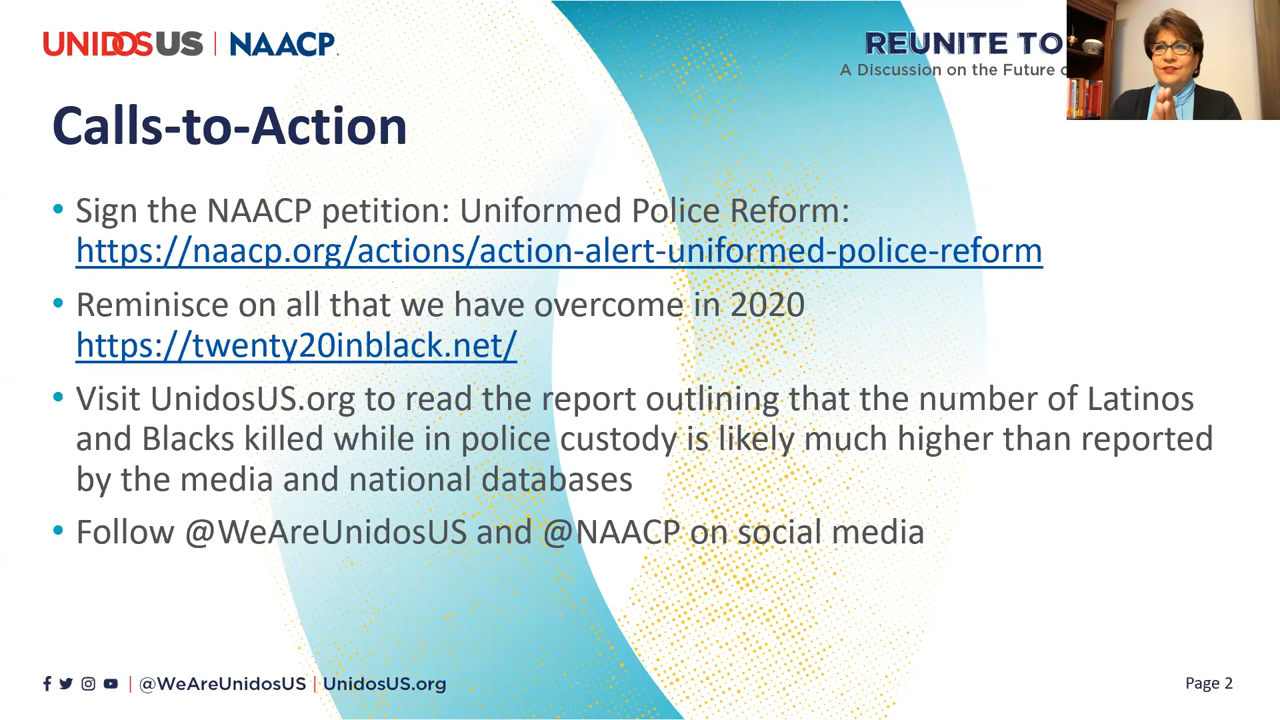 UNIDOSUS | NAACP.
REUNITE TO
A Discussion on the Future
Calls-to-Action
• Sign the NAACP petition: Uniformed Police Reform:
https://naacp.org/actions/action-alert-uniformed-police-reform
• Reminisce on all that we have overcome in 2020
https://twenty20inblack.net/
• Visit UnidosUS.org to read the report outlining that the number of Latinos
and Blacks killed while in police custody is likely much higher than reported
by the media and national databases
• Follow @WeAreUnidosUS and @NAACP on social media
| @WeAreUnidosUS | UnidosUS.org
Page 2